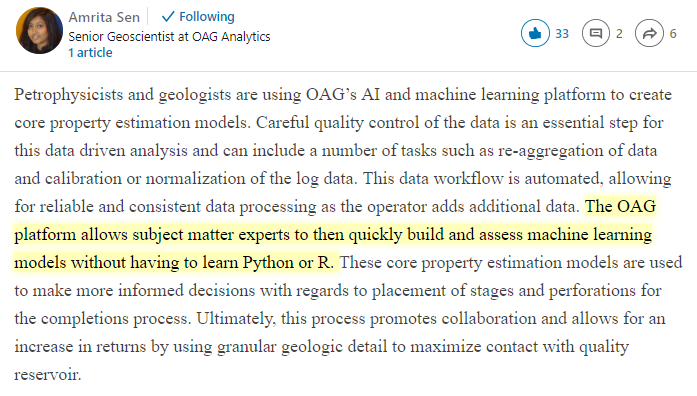 Amrita Sen ✓ Following
Senior Geoscientist at OAG Analytics
1 article
33 2 6
Petrophysicists and geologists are using OAG’s AI and machine learning platform to create
core property estimation models. Careful quality control of the data is an essential step for
this data driven analysis and can include a number of tasks such as re-aggregation of data
and calibration or normalization of the log data. This data workflow is automated, allowing
for reliable and consistent data processing as the operator adds additional data. The OAG
platform allows subject matter experts to then quickly build and assess machine learning
models without having to learn Python or R. These core property estimation models are used
to make more informed decisions with regards to placement of stages and perforations for
the completions process. Ultimately, this process promotes collaboration and allows for an
increase in returns by using granular geologic detail to maximize contact with quality
reservoir.